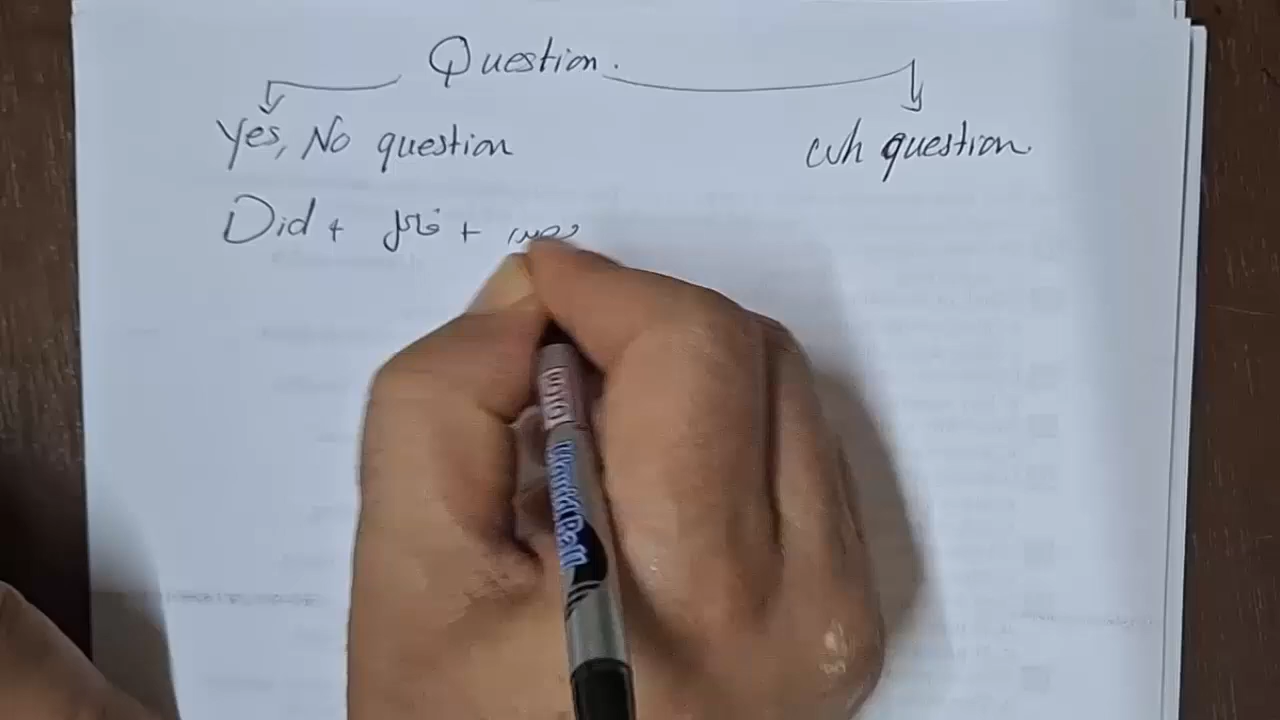 Question.
Yes, No question
wh question.
Did + فاعل +